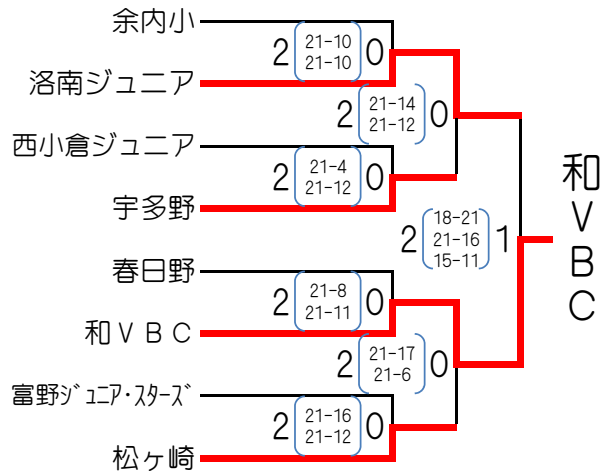 余内小
2 21-10 0
21-10
洛南ジュニア
2 21-14 0
21-12
西小倉ジュニア
2 21-4 0
21-12
宇多野
2 18-21 1
21-16
15-11
和VBC
春日野
2 21-8 0
21-11
和VBC
2 21-17 0
21-6
富野ジュニア・スターズ
2 21-16 0
21-12
松ヶ崎